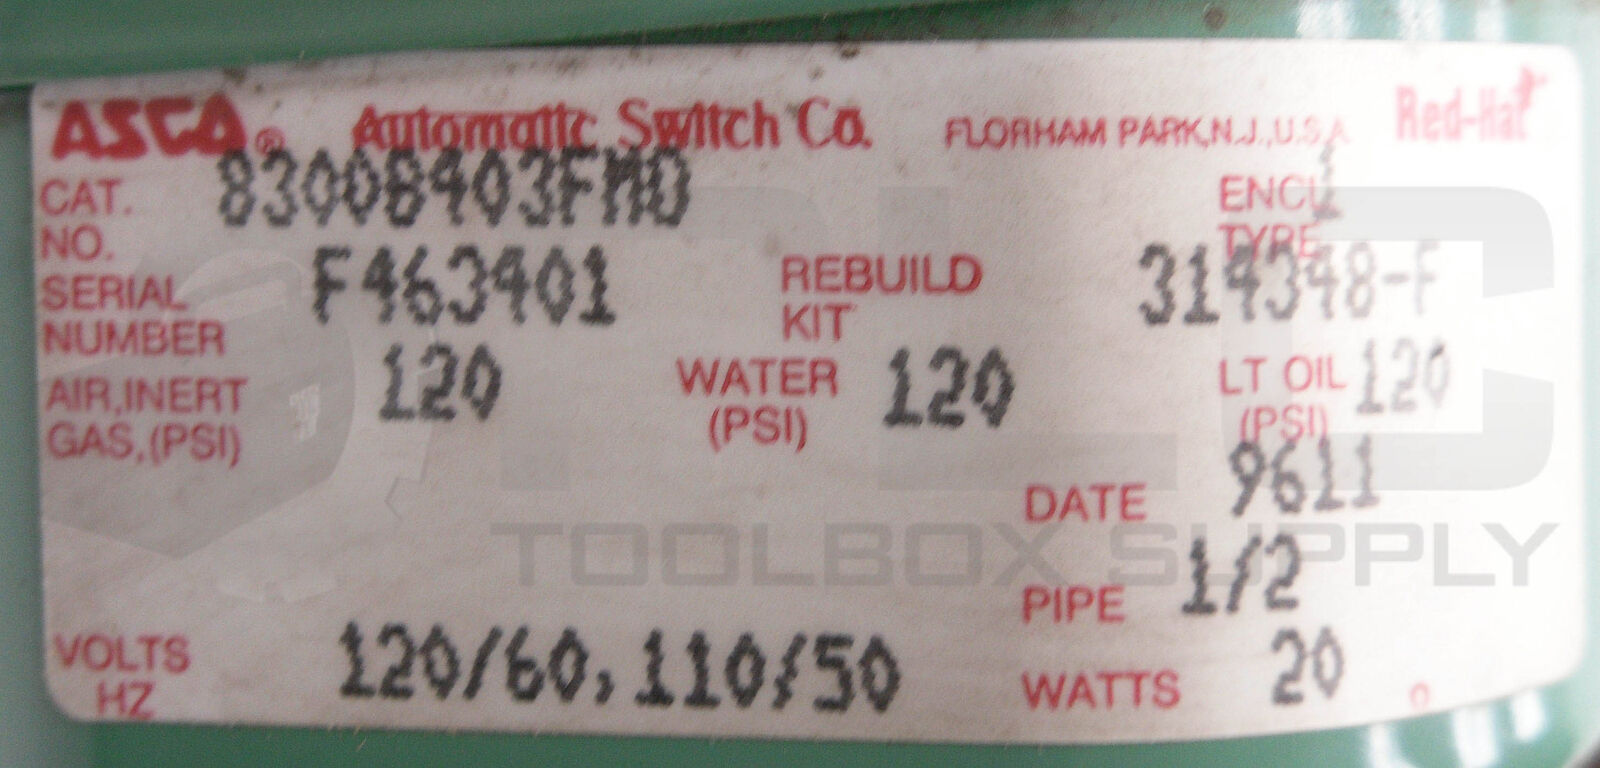 ASCO® Automatic Switch Co. FLORHAM PARK, N.J., U.S.A. Red-Hat
CAT. NO. 8300B903FMO ENCL TYPE 1
SERIAL NUMBER F463901 REBUILD KIT 314348-F
AIR, INERT GAS, (PSI) 120 WATER (PSI) 120 LT OIL (PSI) 120
DATE 9611
TOOLBOX SUPPLY
PIPE 1/2
VOLTS HZ 120/60,110/50 WATTS 20